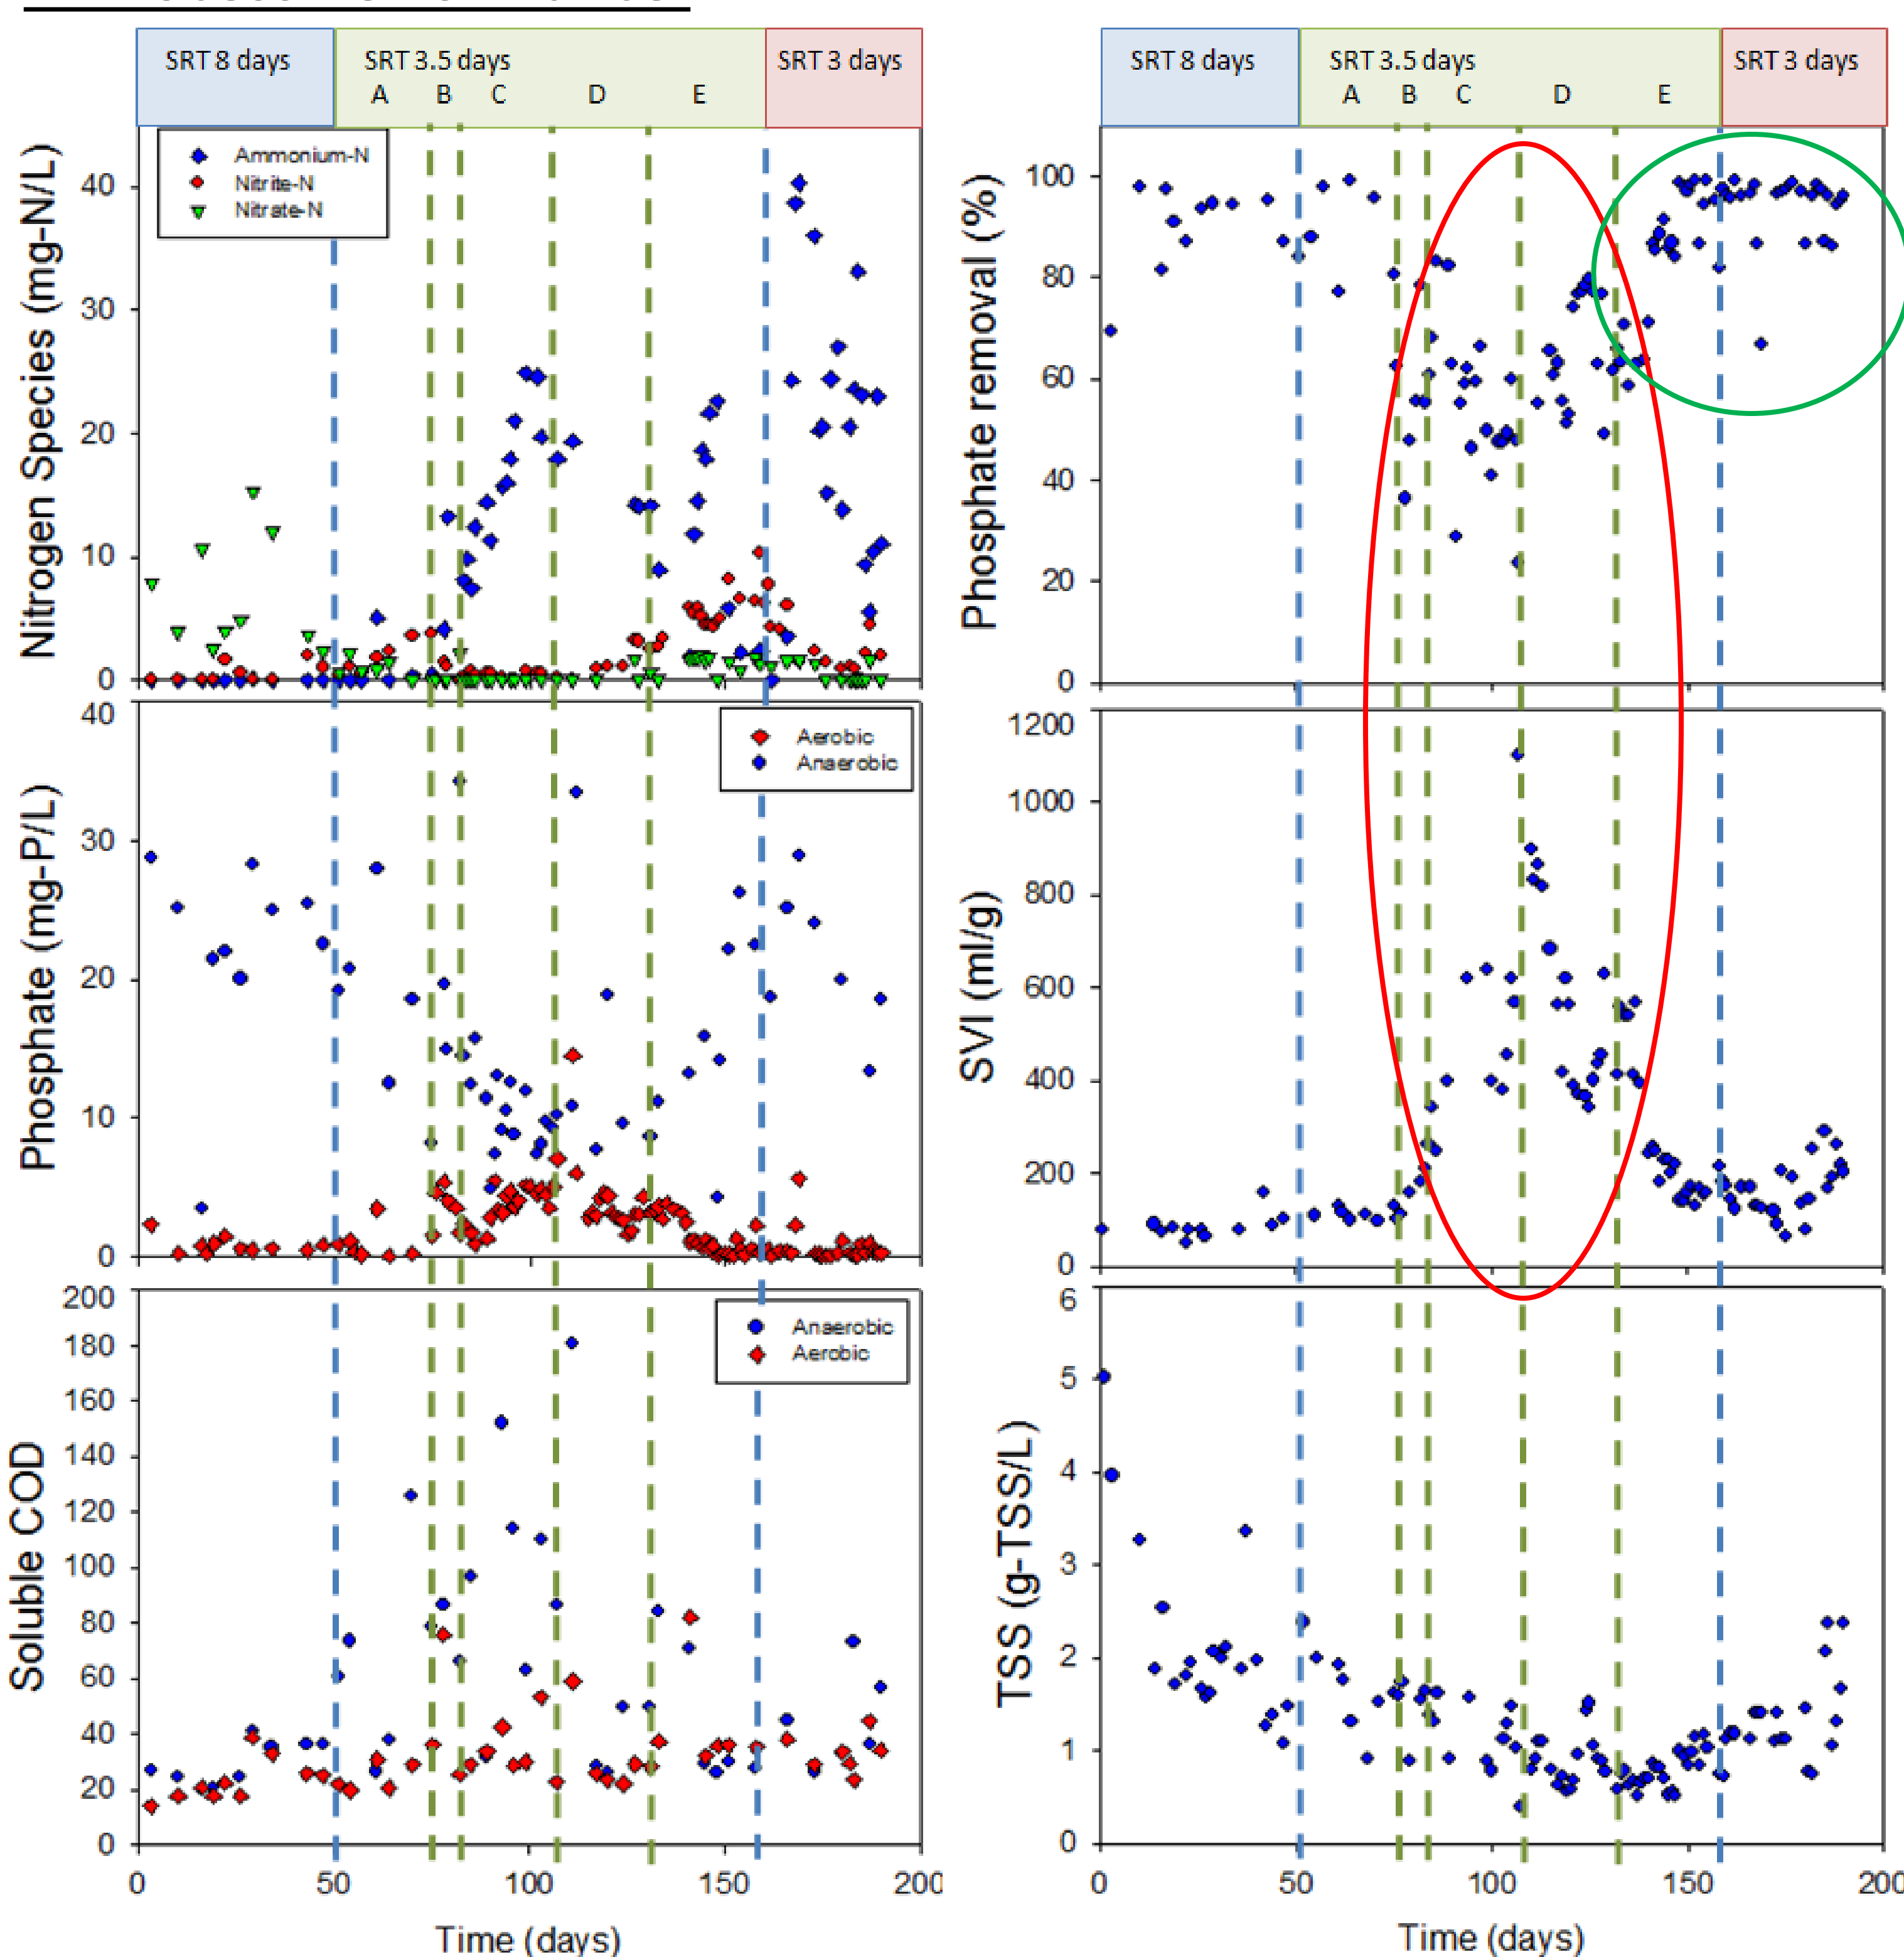 SRT 8 days
SRT 3.5 days
SRT 3 days
A B C D E
Ammonium-N
Nitrite-N
Nitrate-N
Nitrogen Species (mg-N/L)
40
30
20
10
0
Aerobic
Anaerobic
Phosphate (mg-P/L)
40
30
20
10
0
Anaerobic
Aerobic
Soluble COD
200
180
160
140
120
100
80
60
40
20
0
0 50 100 150 200
Time (days)
SRT 8 days
SRT 3.5 days
SRT 3 days
A B C D E
Phosphate removal (%)
100
80
60
40
20
0
SVI (ml/g)
1200
1000
800
600
400
200
0
TSS (g-TSS/L)
6
5
4
3
2
1
0
0 50 100 150 200
Time (days)